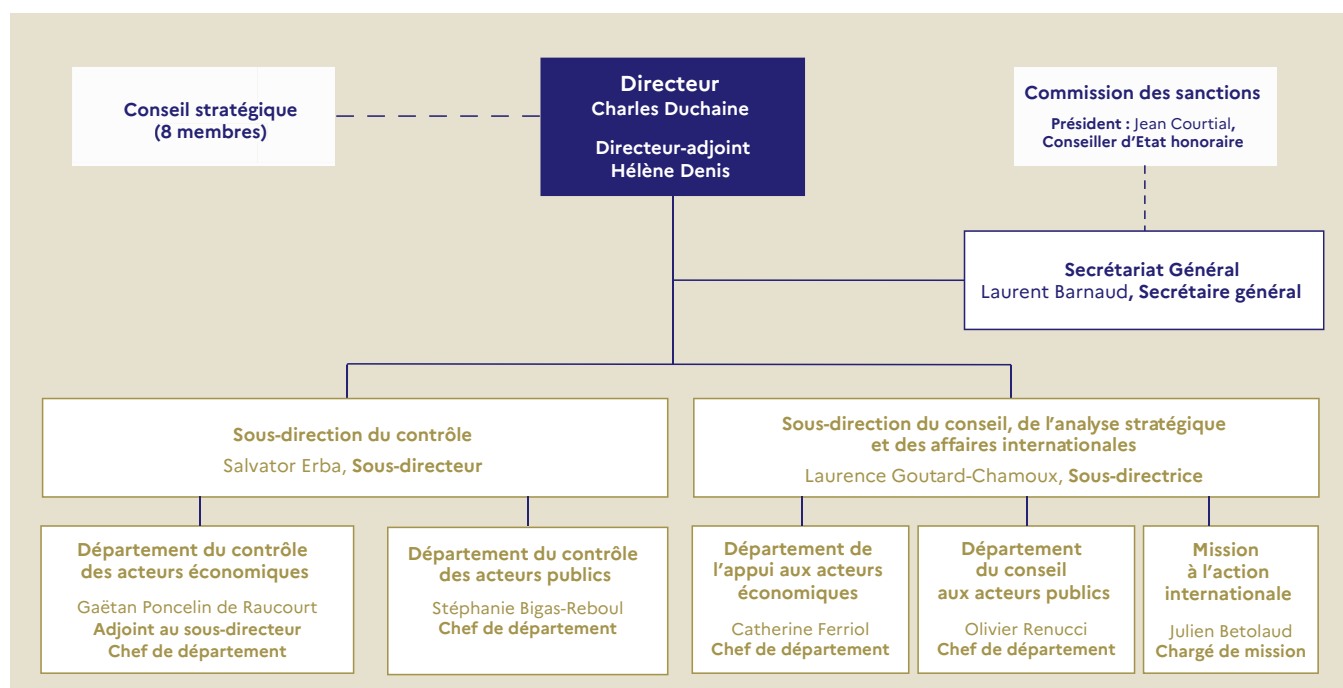 Conseil stratégique
(8 membres)
Directeur
Charles Duchaine
Directeur-adjoint
Hélène Denis
Commission des sanctions
Président : Jean Courtial,
Conseiller d'Etat honoraire
Secrétariat Général
Laurent Barnaud, Secrétaire général
Sous-direction du contrôle
Salvator Erba, Sous-directeur
Sous-direction du conseil, de l'analyse stratégique
et des affaires internationales
Laurence Goutard-Chamoux, Sous-directrice
Département du contrôle
des acteurs économiques
Gaëtan Poncelin de Raucourt
Adjoint au sous-directeur
Chef de département
Département du contrôle
des acteurs publics
Stéphanie Bigas-Reboul
Chef de département
Département de
l'appui aux acteurs
économiques
Catherine Ferriol
Chef de département
Département
du conseil
aux acteurs publics
Olivier Renucci
Chef de département
Mission
à l'action
internationale
Julien Betolaud
Chargé de mission